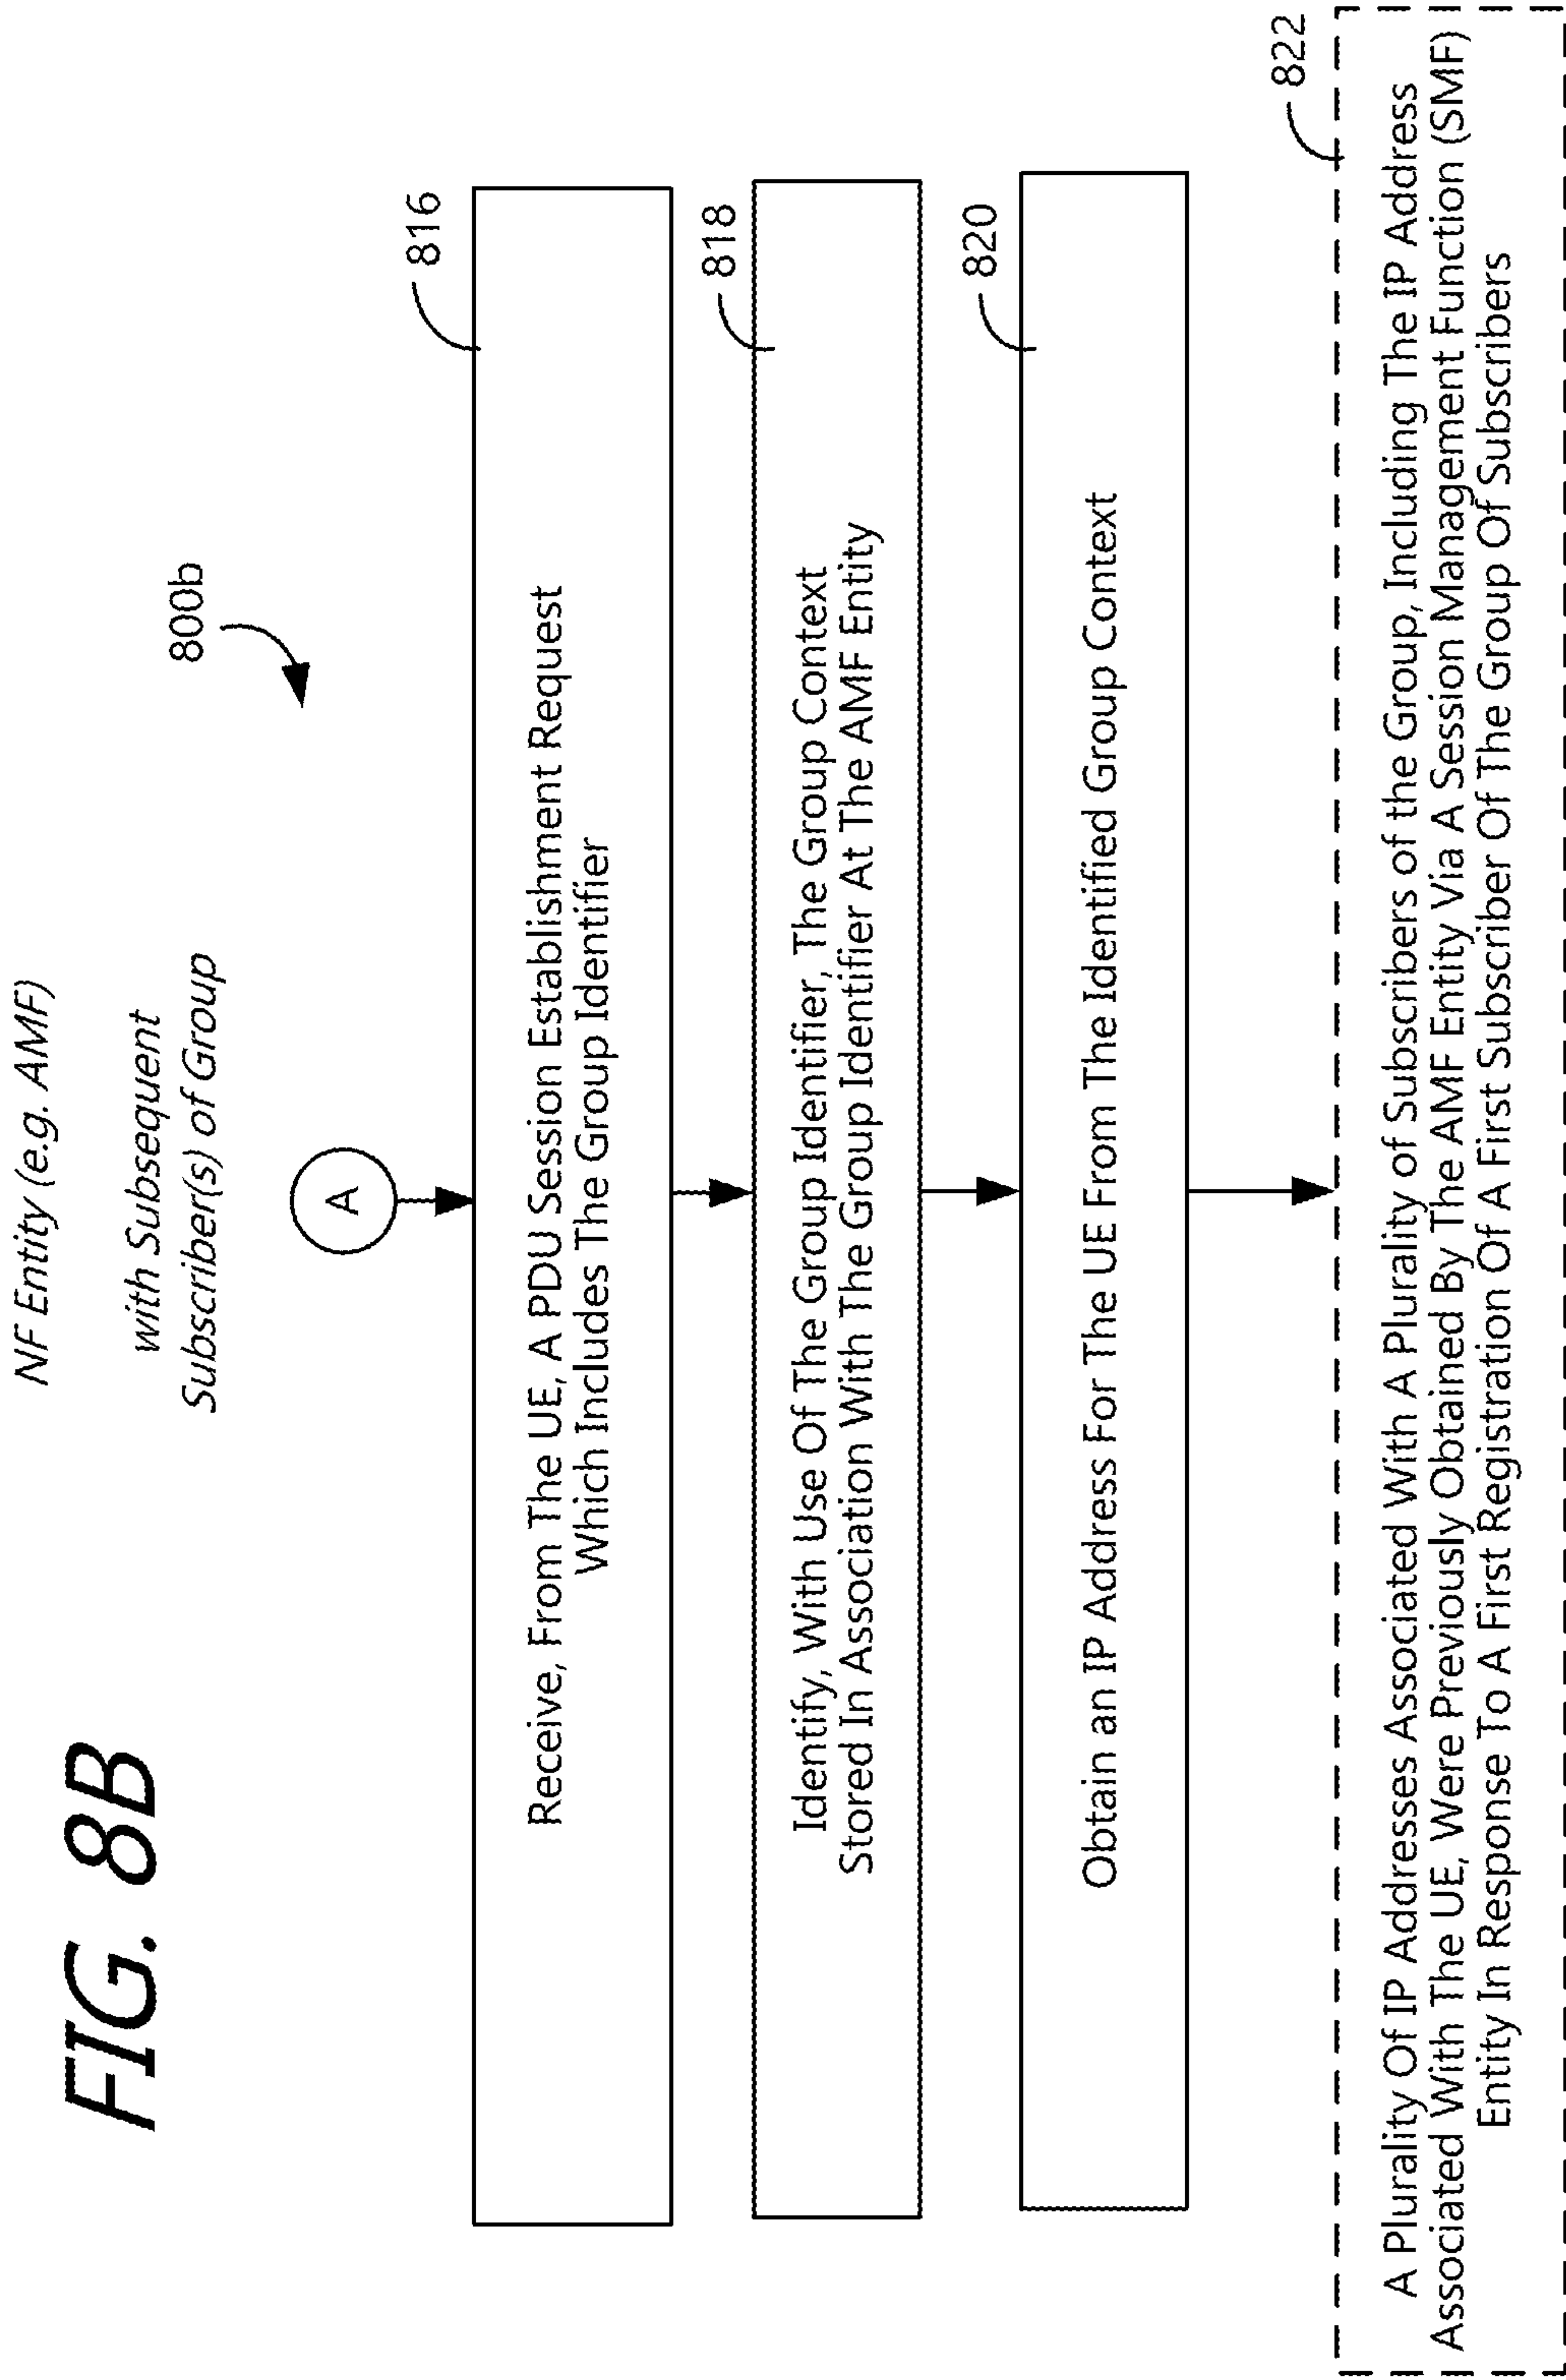 FIG. 8B
NF Entity (e.g. AMF)
with Subsequent
Subscriber(s) of Group
800b
A
816
Receive, From The UE, A PDU Session Establishment Request
Which Includes The Group Identifier
818
Identify, With Use Of The Group Identifier, The Group Context
Stored In Association With The Group Identifier At The AMF Entity
820
Obtain an IP Address For The UE From The Identified Group Context
822
A Plurality Of IP Addresses Associated With A Plurality of Subscribers of the Group, Including The IP Address
Associated With The UE, Were Previously Obtained By The AMF Entity Via A Session Management Function (SMF)
Entity In Response To A First Registration Of A First Subscriber Of The Group Of Subscribers